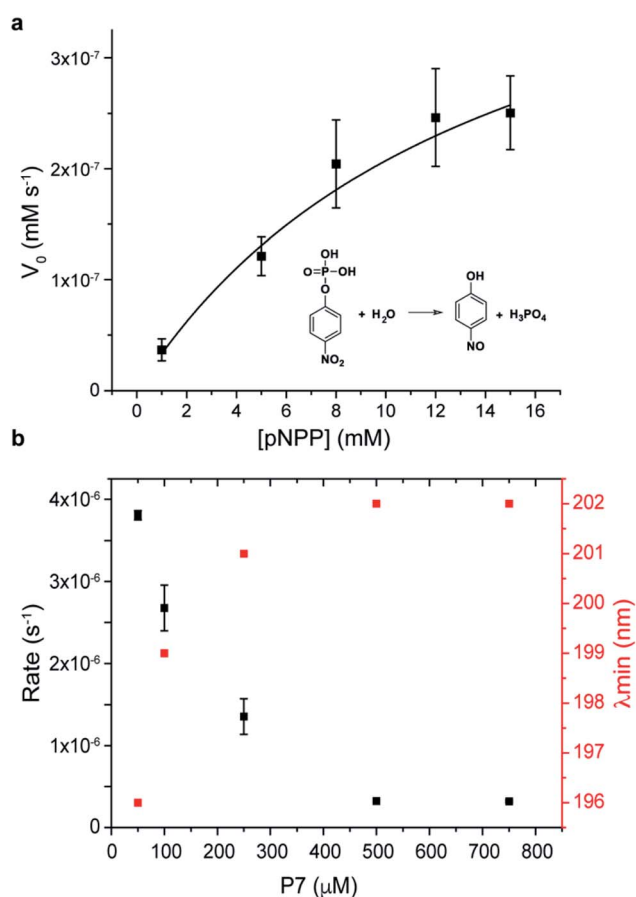 a
3x10⁻⁷
2x10⁻⁷
1x10⁻⁷
0
V₀ (mM s⁻¹)
OH
O=P-OH
O
NO₂
+ H₂O
OH
NO
+ H₃PO₄
0 2 4 6 8 10 12 14 16
[pNPP] (mM)
b
4x10⁻⁶
3x10⁻⁶
2x10⁻⁶
1x10⁻⁶
0
Rate (s⁻¹)
202
201
200
199
198
197
196
λmin (nm)
0 100 200 300 400 500 600 700 800
P7 (μM)